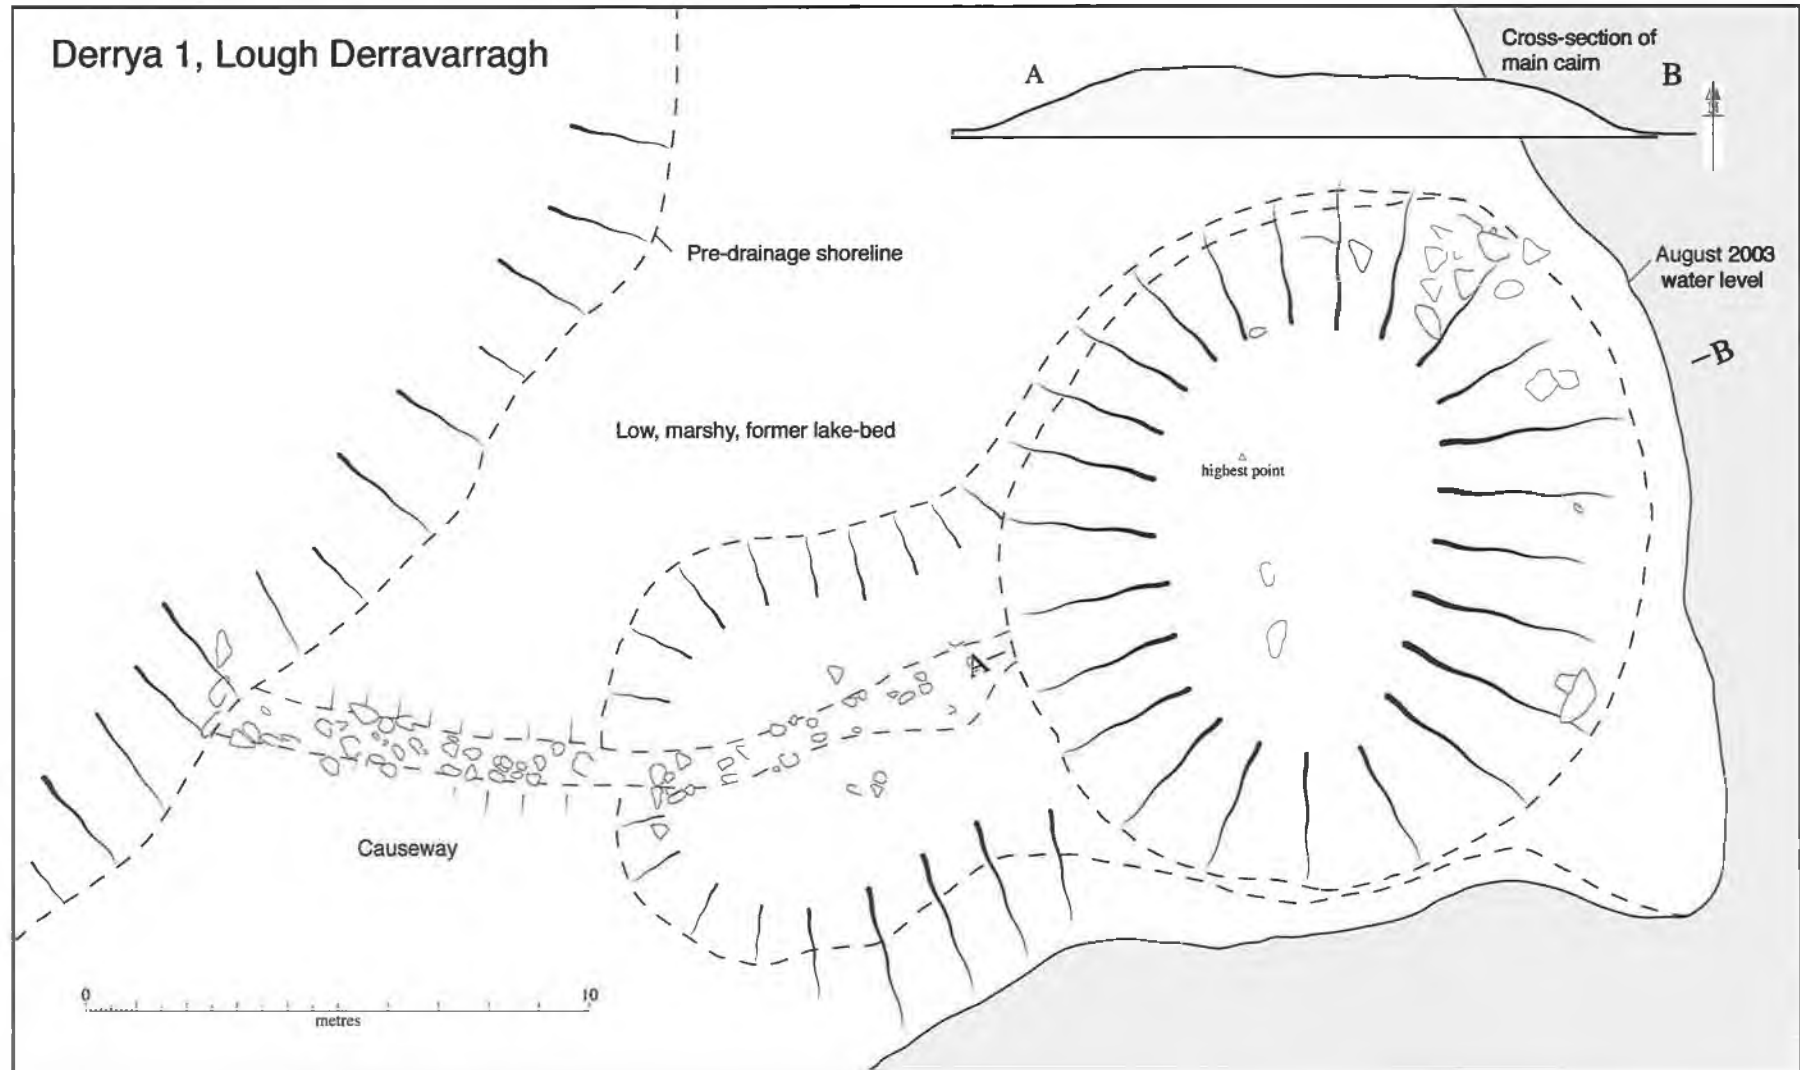 Derrya 1, Lough Derravarragh
Cross-section of
main cairn
A
B
Pre-drainage shoreline
August 2003
water level
–B
Low, marshy, former lake-bed
highest point
A–
Causeway
0
10
metres